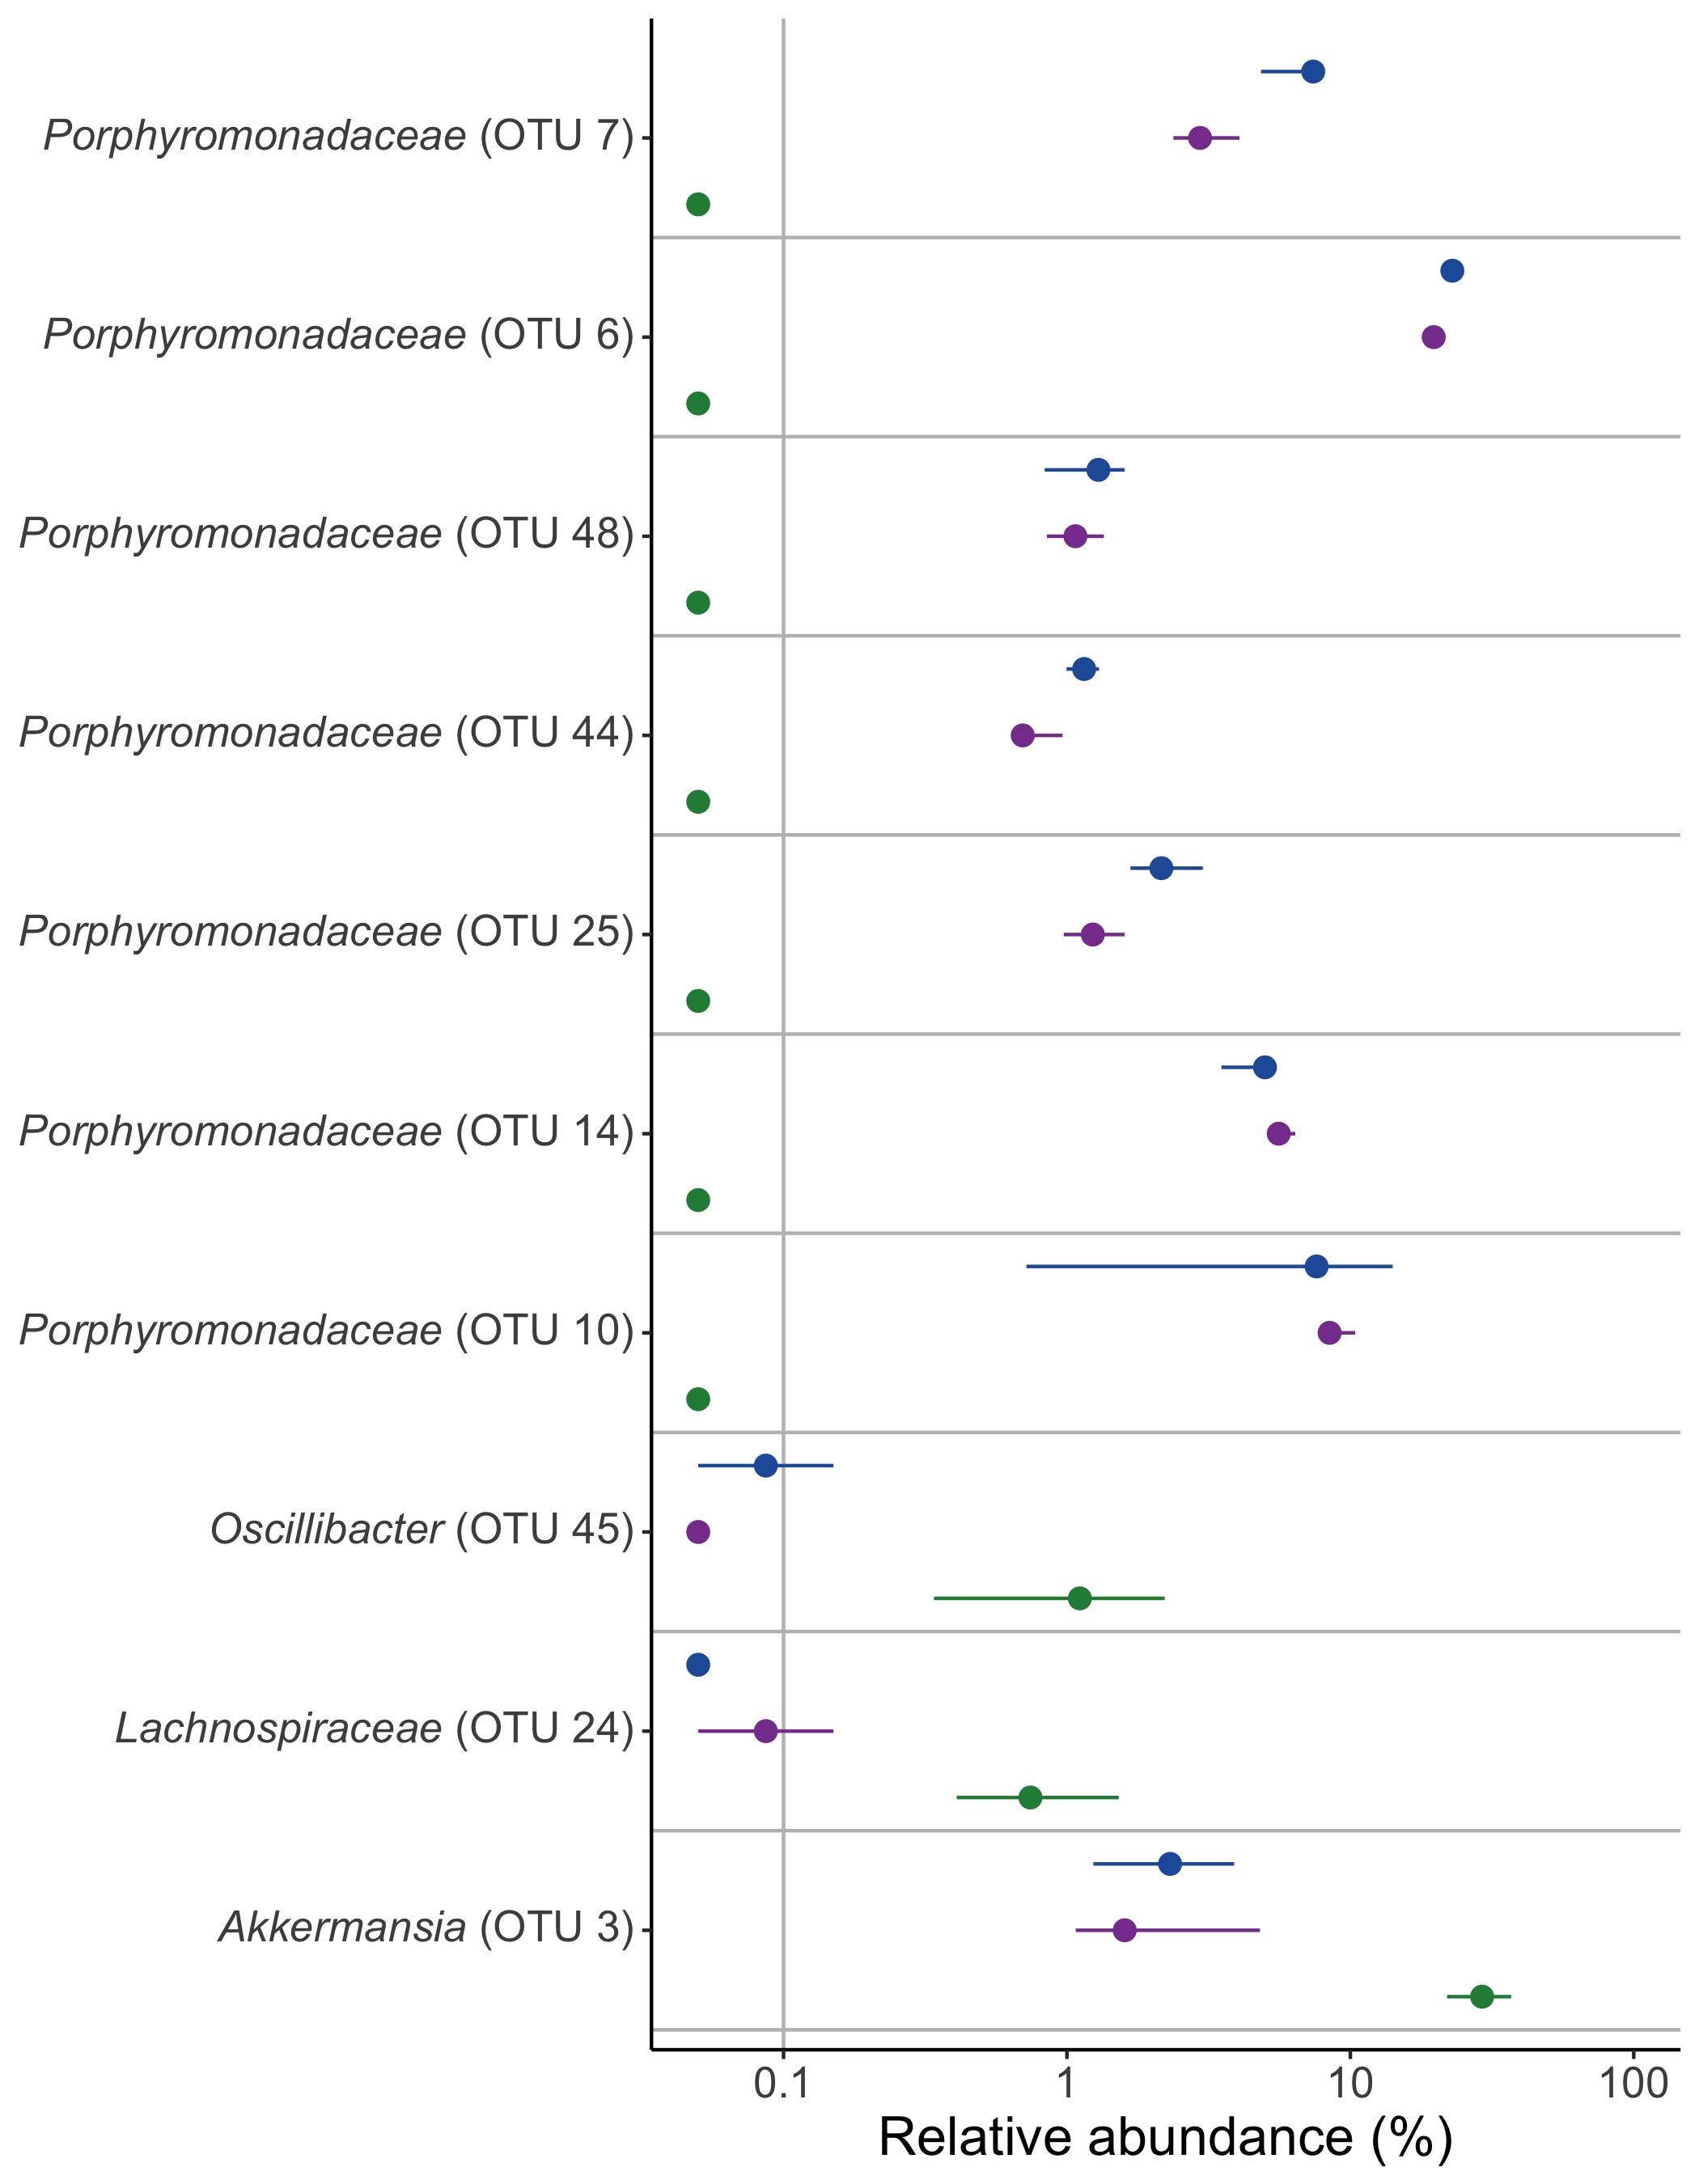 Porphyromonadaceae (OTU 7)
Porphyromonadaceae (OTU 6)
Porphyromonadaceae (OTU 48)
Porphyromonadaceae (OTU 44)
Porphyromonadaceae (OTU 25)
Porphyromonadaceae (OTU 14)
Porphyromonadaceae (OTU 10)
Oscillibacter (OTU 45)
Lachnospiraceae (OTU 24)
Akkermansia (OTU 3)
0.1 1 10 100
Relative abundance (%)